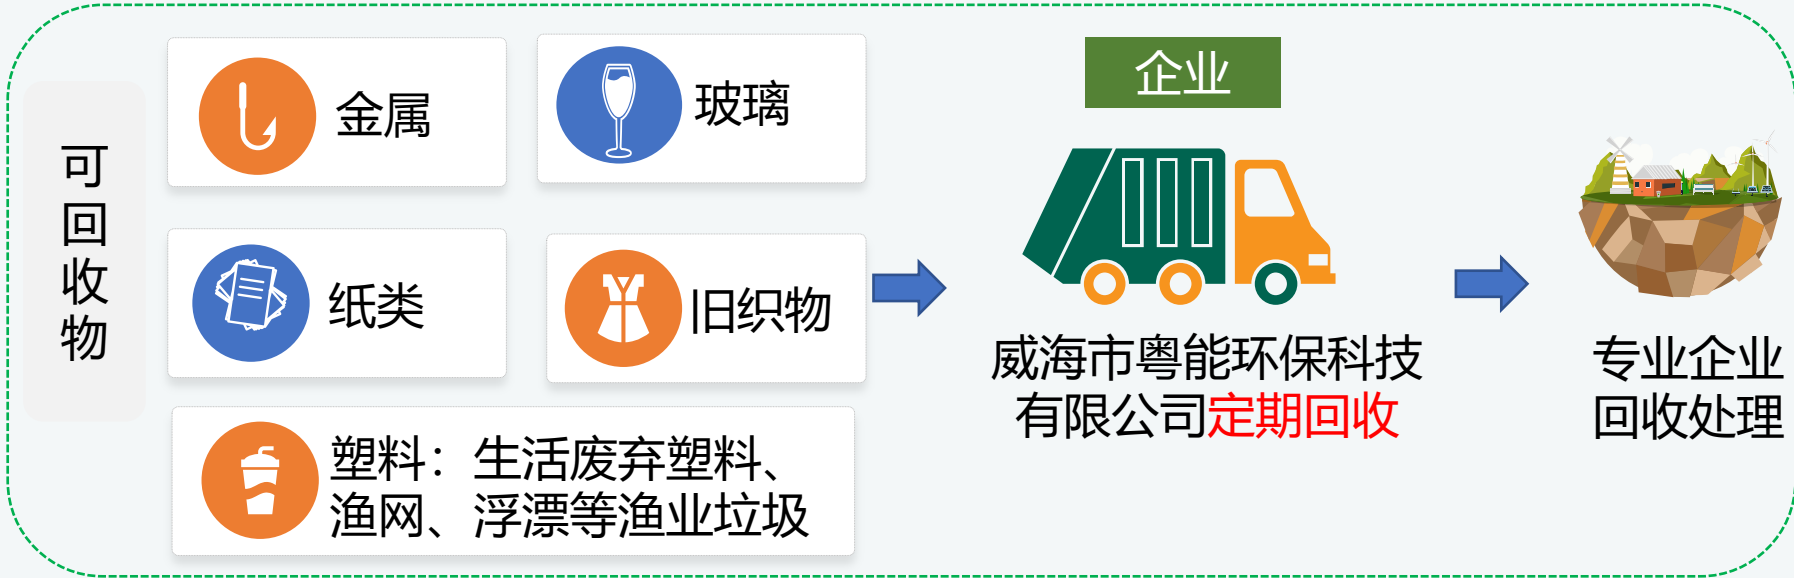 可回收物
金属
玻璃
纸类
旧织物
塑料：生活废弃塑料、
渔网、浮漂等渔业垃圾
企业
威海市粤能环保科技
有限公司定期回收
专业企业
回收处理